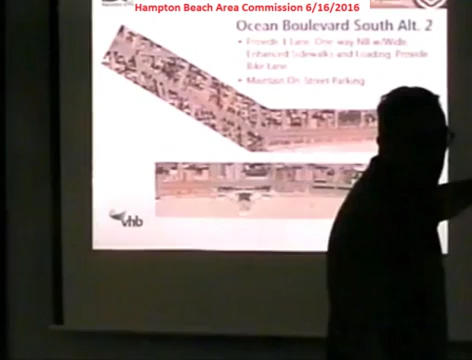 Hampton Beach Area Commission 6/16/2016
Ocean Boulevard South Alt. 2
• Provide 1 Lane One-way NB w/Wide
Enhanced Sidewalks and Loading. Provide
Bike Lane
• Maintain On-Street Parking
vhb